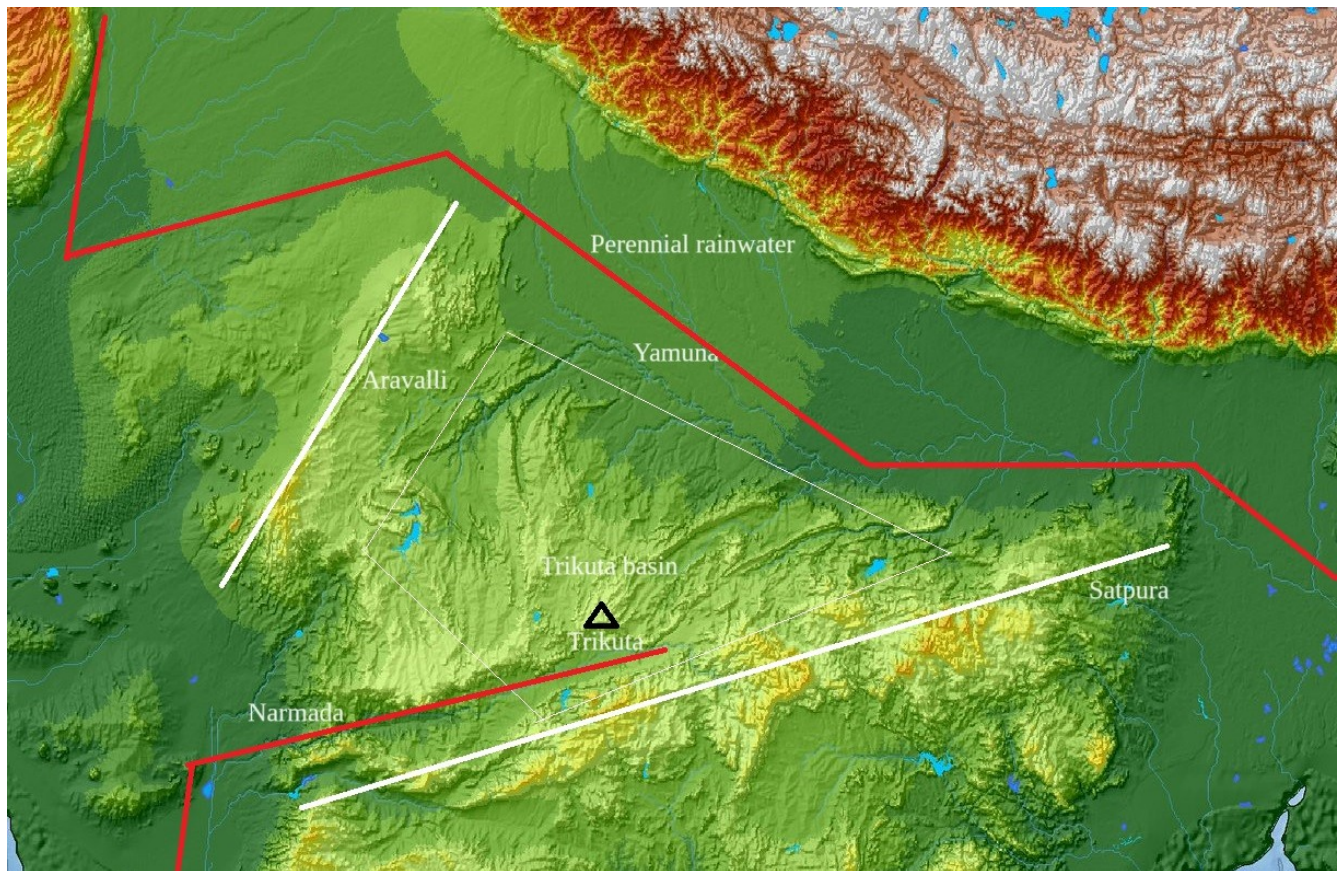 Perennial rainwater
Yamuna
Aravalli
Trikuta basin
Satpura
Trikuta
Narmada